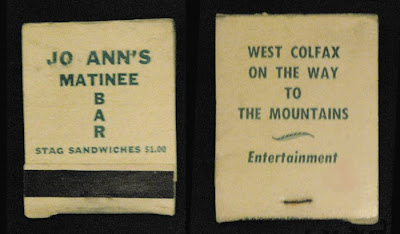 JO ANN'S
MATINEE
B
A
R
STAG SANDWICHES $1.00
WEST COLFAX
ON THE WAY
TO
THE MOUNTAINS
Entertainment